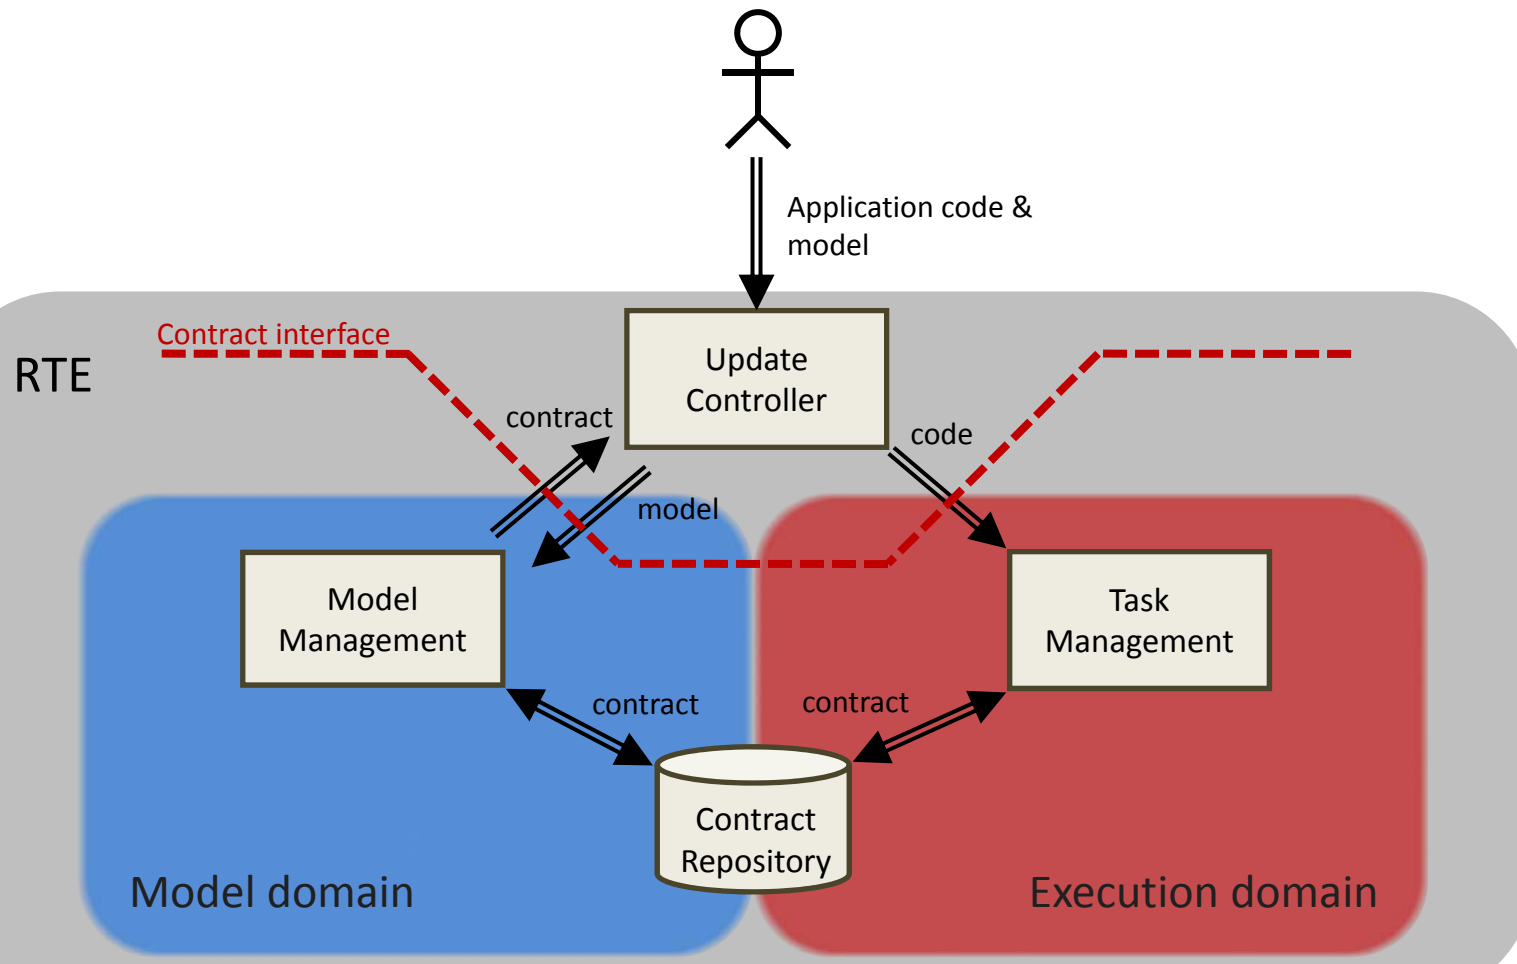 Application code &
model
Contract interface
RTE
Update
Controller
contract
code
model
Model
Management
Task
Management
contract
contract
Contract
Repository
Model domain
Execution domain